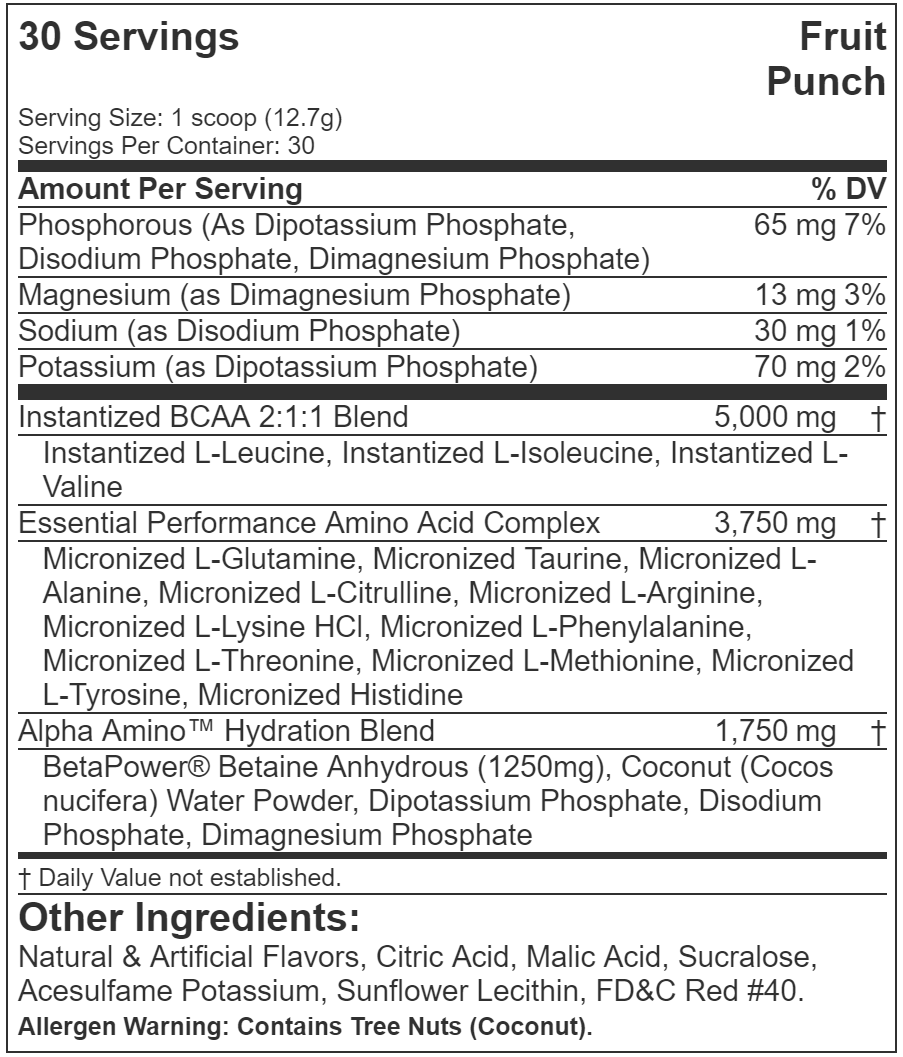 30 Servings Fruit
Punch
Serving Size: 1 scoop (12.7g)
Servings Per Container: 30
Amount Per Serving % DV
Phosphorous (As Dipotassium Phosphate, 65 mg 7%
Disodium Phosphate, Dimagnesium Phosphate)
Magnesium (as Dimagnesium Phosphate) 13 mg 3%
Sodium (as Disodium Phosphate) 30 mg 1%
Potassium (as Dipotassium Phosphate) 70 mg 2%
Instantized BCAA 2:1:1 Blend 5,000 mg †
Instantized L-Leucine, Instantized L-Isoleucine, Instantized L-
Valine
Essential Performance Amino Acid Complex 3,750 mg †
Micronized L-Glutamine, Micronized Taurine, Micronized L-
Alanine, Micronized L-Citrulline, Micronized L-Arginine,
Micronized L-Lysine HCl, Micronized L-Phenylalanine,
Micronized L-Threonine, Micronized L-Methionine, Micronized
L-Tyrosine, Micronized Histidine
Alpha Amino™ Hydration Blend 1,750 mg †
BetaPower® Betaine Anhydrous (1250mg), Coconut (Cocos
nucifera) Water Powder, Dipotassium Phosphate, Disodium
Phosphate, Dimagnesium Phosphate
† Daily Value not established.
Other Ingredients:
Natural & Artificial Flavors, Citric Acid, Malic Acid, Sucralose,
Acesulfame Potassium, Sunflower Lecithin, FD&C Red #40.
Allergen Warning: Contains Tree Nuts (Coconut).